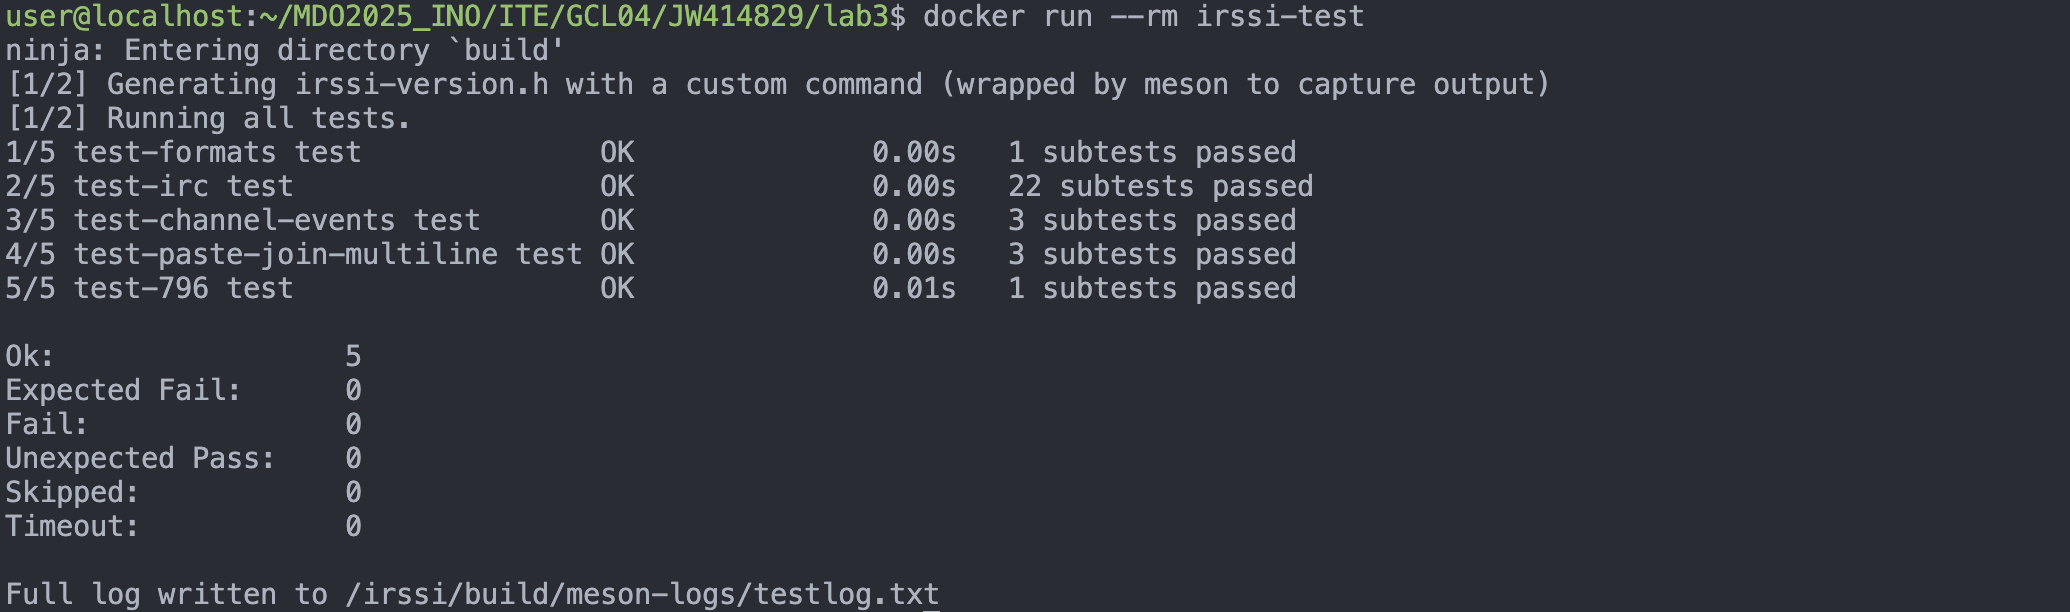 user@localhost:~/MDO2025_INO/ITE/GCL04/JW414829/lab3$ docker run --rm irssi-test
ninja: Entering directory `build'
[1/2] Generating irssi-version.h with a custom command (wrapped by meson to capture output)
[1/2] Running all tests.
1/5 test-formats test              OK              0.00s   1 subtests passed
2/5 test-irc test                  OK              0.00s   22 subtests passed
3/5 test-channel-events test       OK              0.00s   3 subtests passed
4/5 test-paste-join-multiline test OK              0.00s   3 subtests passed
5/5 test-796 test                  OK              0.01s   1 subtests passed

Ok:                 5
Expected Fail:      0
Fail:               0
Unexpected Pass:    0
Skipped:            0
Timeout:            0

Full log written to /irssi/build/meson-logs/testlog.txt